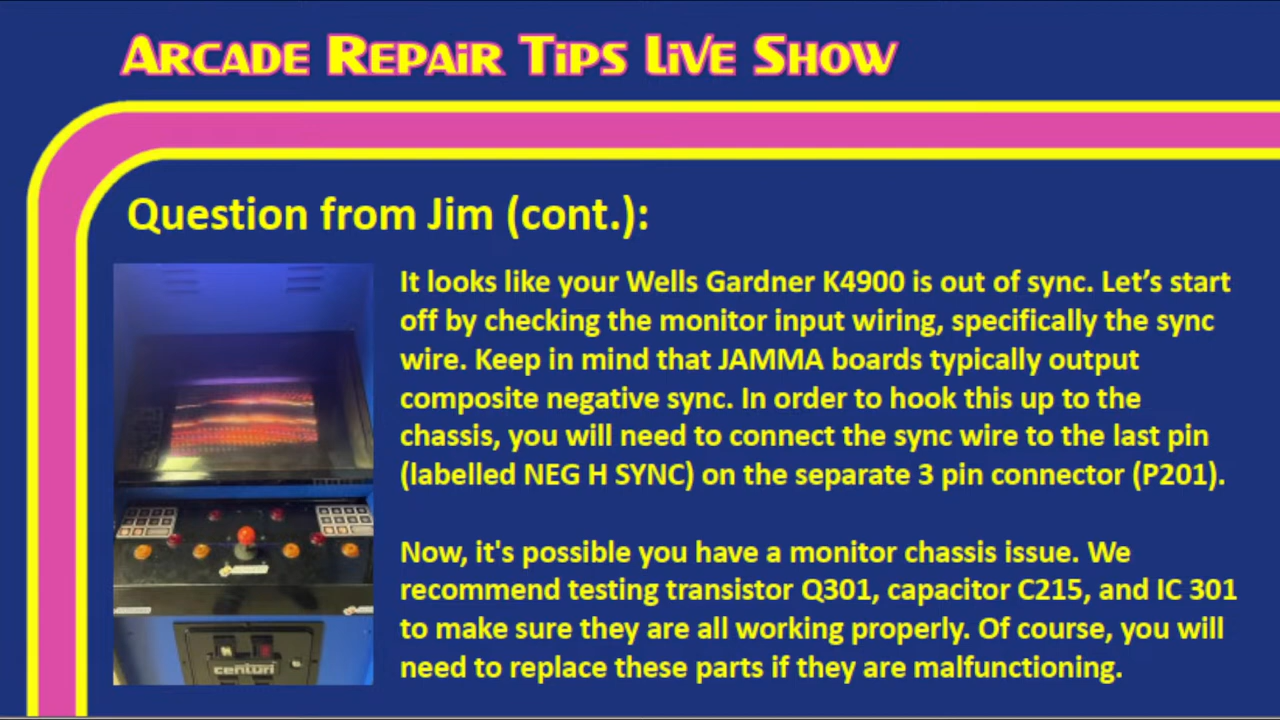 ARCADE REPAIR TIPS LIVE SHOW
Question from Jim (cont.):
It looks like your Wells Gardner K4900 is out of sync. Let’s start
off by checking the monitor input wiring, specifically the sync
wire. Keep in mind that JAMMA boards typically output
composite negative sync. In order to hook this up to the
chassis, you will need to connect the sync wire to the last pin
(labelled NEG H SYNC) on the separate 3 pin connector (P201).
Now, it's possible you have a monitor chassis issue. We
recommend testing transistor Q301, capacitor C215, and IC 301
to make sure they are all working properly. Of course, you will
need to replace these parts if they are malfunctioning.
centuri